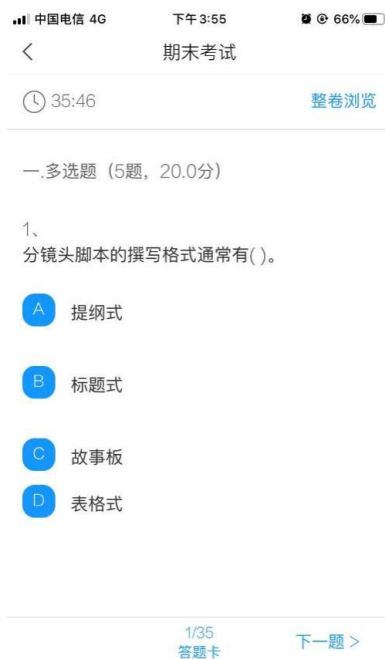 中国电信 4G 下午3:55 66%
期末考试
35:46 整卷浏览
一.多选题（5题，20.0分）
1、
分镜头脚本的撰写格式通常有( )。
A 提纲式
B 标题式
C 故事板
D 表格式
1/35
答题卡 下一题 >